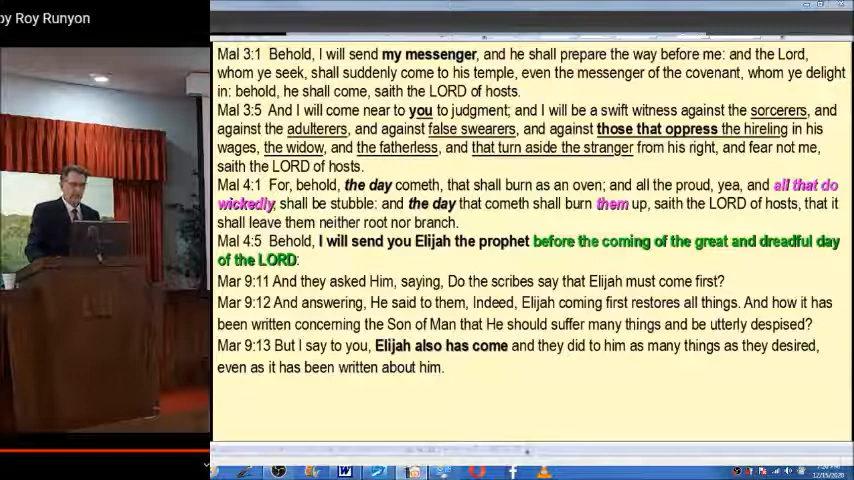 by Roy Runyon
Mal 3:1 Behold, I will send my messenger, and he shall prepare the way before me: and the Lord,
whom ye seek, shall suddenly come to his temple, even the messenger of the covenant, whom ye delight
in: behold, he shall come, saith the LORD of hosts.
Mal 3:5 And I will come near to you to judgment; and I will be a swift witness against the sorcerers, and
against the adulterers, and against false swearers, and against those that oppress the hireling in his
wages, the widow, and the fatherless, and that turn aside the stranger from his right, and fear not me,
saith the LORD of hosts.
Mal 4:1 For, behold, the day cometh, that shall burn as an oven; and all the proud, yea, and all that do
wickedly, shall be stubble: and the day that cometh shall burn them up, saith the LORD of hosts, that it
shall leave them neither root nor branch.
Mal 4:5 Behold, I will send you Elijah the prophet before the coming of the great and dreadful day
of the LORD:
Mar 9:11 And they asked Him, saying, Do the scribes say that Elijah must come first?
Mar 9:12 And answering, He said to them, Indeed, Elijah coming first restores all things. And how it has
been written concerning the Son of Man that He should suffer many things and be utterly despised?
Mar 9:13 But I say to you, Elijah also has come and they did to him as many things as they desired,
even as it has been written about him.
12/15/2020